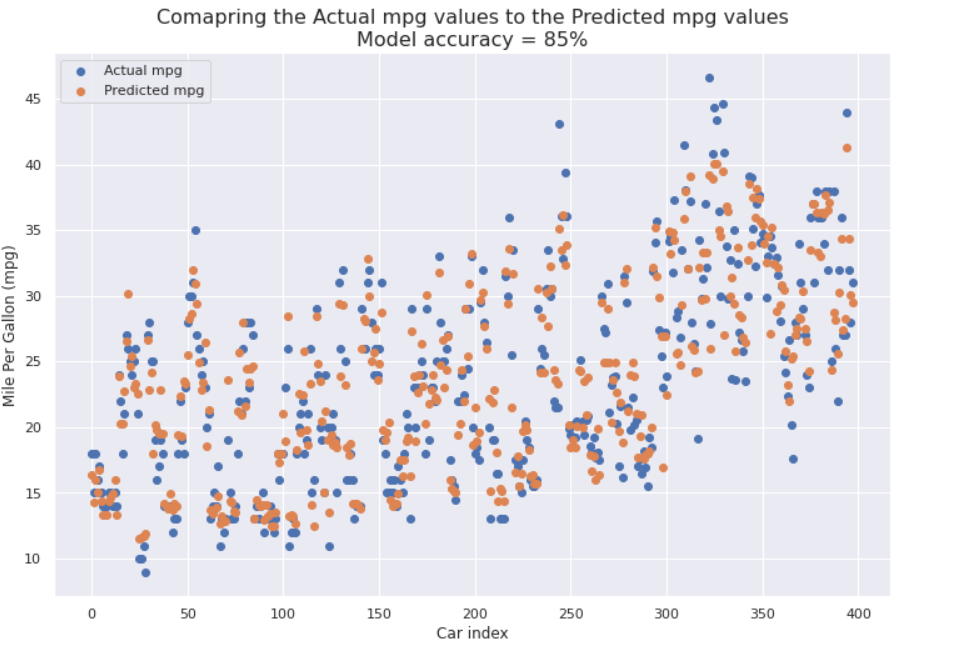 Comapring the Actual mpg values to the Predicted mpg values
Model accuracy = 85%
Actual mpg
Predicted mpg
Mile Per Gallon (mpg)
45
40
35
30
25
20
15
10
0 50 100 150 200 250 300 350 400
Car index